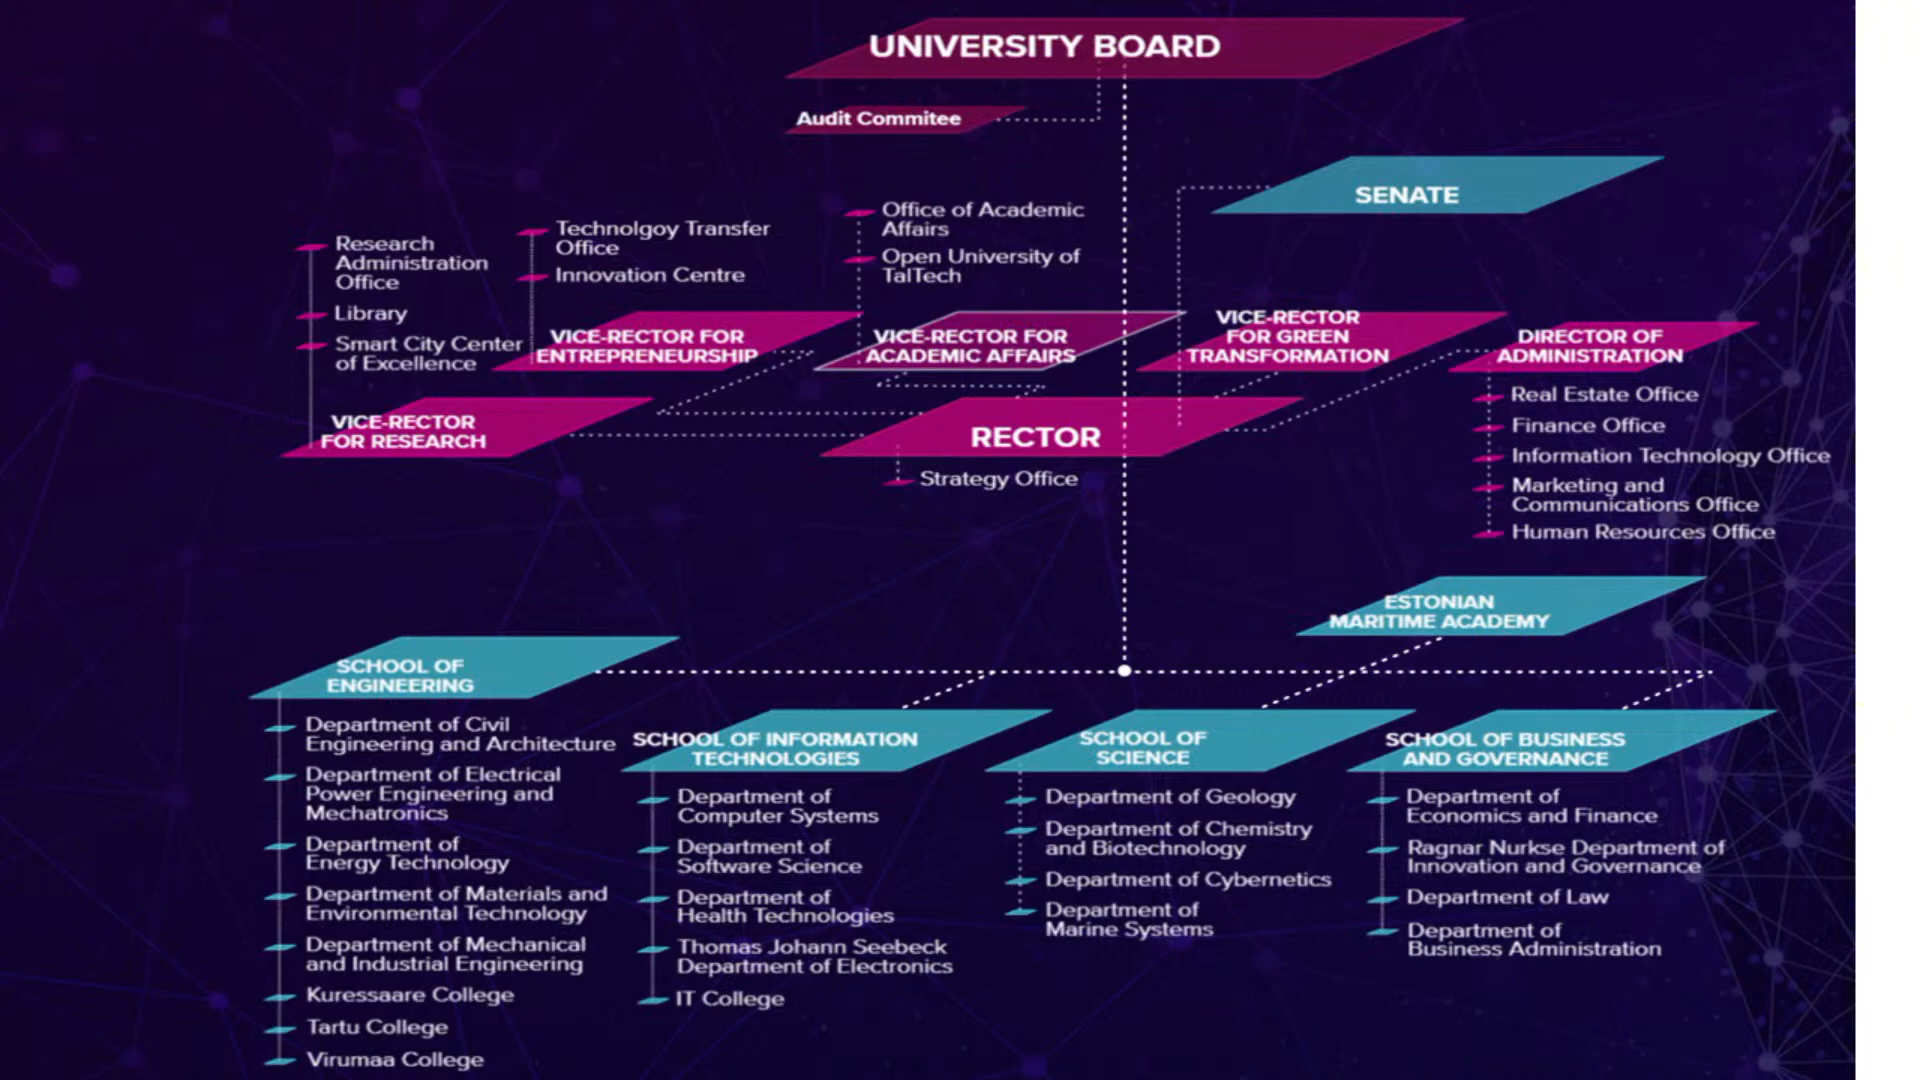 UNIVERSITY BOARD
Audit Commitee
SENATE
Research
Administration
Office
Library
Smart City Center
of Excellence
Technolgoy Transfer
Office
Innovation Centre
Office of Academic
Affairs
Open University of
TalTech
VICE-RECTOR FOR
ENTREPRENEURSHIP
VICE-RECTOR FOR
ACADEMIC AFFAIRS
VICE-RECTOR
FOR GREEN
TRANSFORMATION
DIRECTOR OF
ADMINISTRATION
Real Estate Office
Finance Office
Information Technology Office
Marketing and
Communications Office
Human Resources Office
VICE-RECTOR
FOR RESEARCH
RECTOR
Strategy Office
ESTONIAN
MARITIME ACADEMY
SCHOOL OF
ENGINEERING
Department of Civil
Engineering and Architecture
Department of Electrical
Power Engineering and
Mechatronics
Department of
Energy Technology
Department of Materials and
Environmental Technology
Department of Mechanical
and Industrial Engineering
Kuressaare College
Tartu College
Virumaa College
SCHOOL OF INFORMATION
TECHNOLOGIES
Department of
Computer Systems
Department of
Software Science
Department of
Health Technologies
Thomas Johann Seebeck
Department of Electronics
IT College
SCHOOL OF
SCIENCE
Department of Geology
Department of Chemistry
and Biotechnology
Department of Cybernetics
Department of
Marine Systems
SCHOOL OF BUSINESS
AND GOVERNANCE
Department of
Economics and Finance
Ragnar Nurkse Department of
Innovation and Governance
Department of Law
Department of
Business Administration